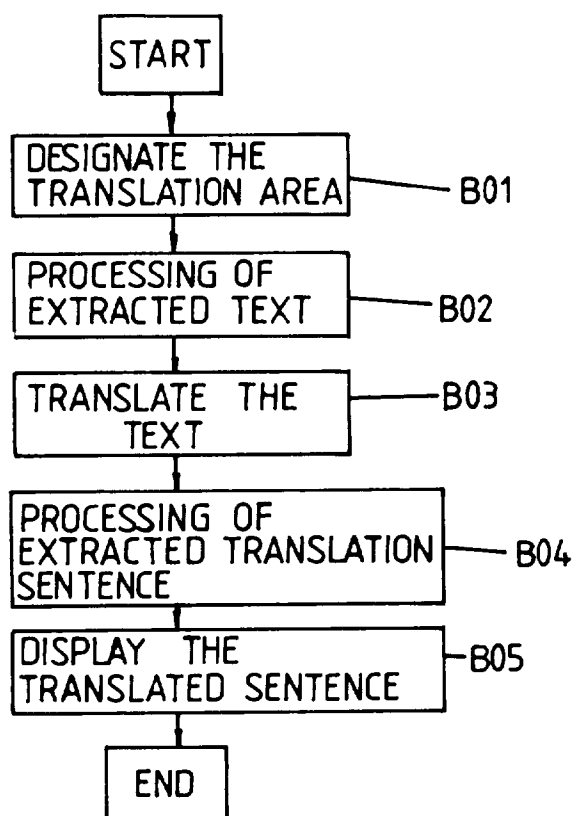 START
DESIGNATE THE
TRANSLATION AREA
B01
PROCESSING OF
EXTRACTED TEXT
B02
TRANSLATE THE
TEXT
B03
PROCESSING OF
EXTRACTED TRANSLATION
SENTENCE
B04
DISPLAY THE
TRANSLATED SENTENCE
B05
END